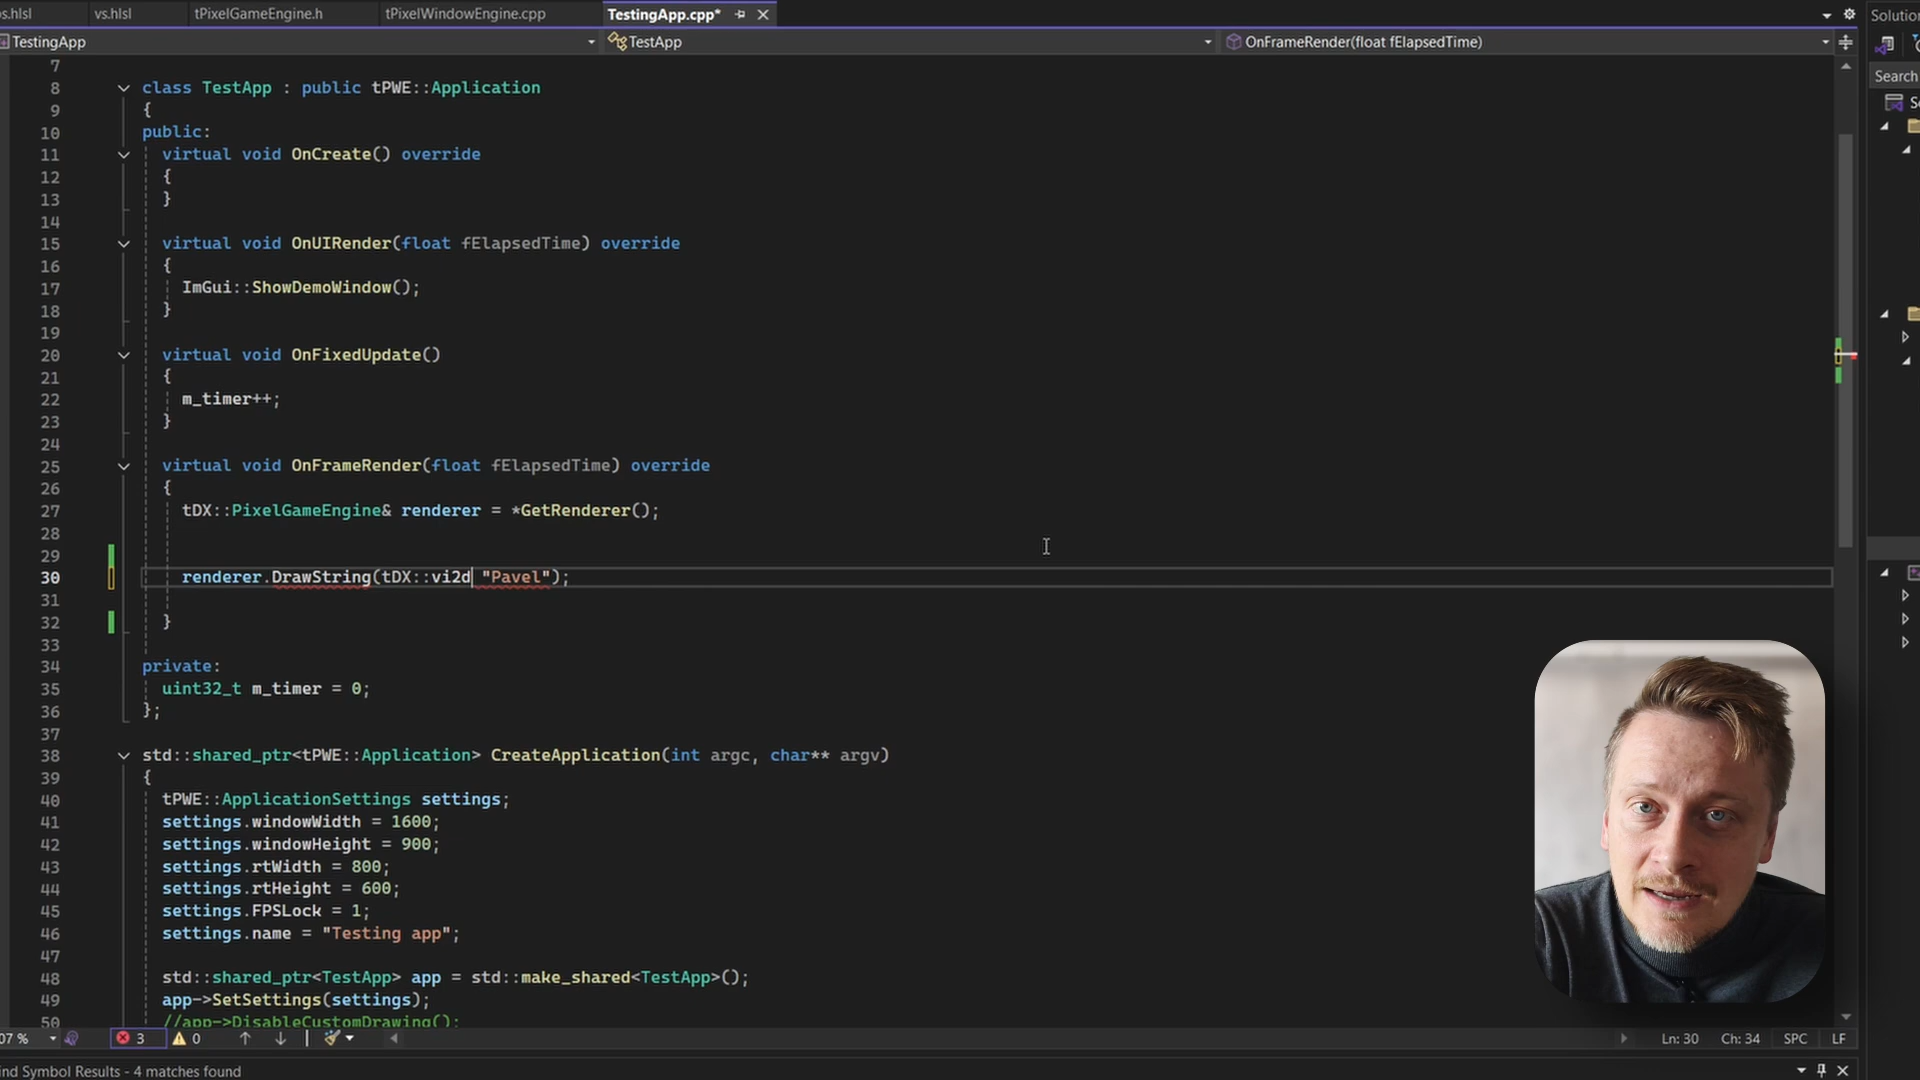 ps.hlsl vs.hlsl tPixelGameEngine.h tPixelWindowEngine.cpp TestingApp.cpp* Solution
TestingApp TestApp OnFrameRender(float fElapsedTime)
Search
7
8 class TestApp : public tPWE::Application
9 {
10 public:
11 virtual void OnCreate() override
12 {
13 }
14
15 virtual void OnUIRender(float fElapsedTime) override
16 {
17 ImGui::ShowDemoWindow();
18 }
19
20 virtual void OnFixedUpdate()
21 {
22 m_timer++;
23 }
24
25 virtual void OnFrameRender(float fElapsedTime) override
26 {
27 tDX::PixelGameEngine& renderer = *GetRenderer();
28
29
30 renderer.DrawString(tDX::vi2d "Pavel");
31
32 }
33
34 private:
35 uint32_t m_timer = 0;
36 };
37
38 std::shared_ptr<tPWE::Application> CreateApplication(int argc, char** argv)
39 {
40 tPWE::ApplicationSettings settings;
41 settings.windowWidth = 1600;
42 settings.windowHeight = 900;
43 settings.rtWidth = 800;
44 settings.rtHeight = 600;
45 settings.FPSLock = 1;
46 settings.name = "Testing app";
47
48 std::shared_ptr<TestApp> app = std::make_shared<TestApp>();
49 app->SetSettings(settings);
50 //app->DisableCustomDrawing();
07 % 3 0 Ln: 30 Ch: 34 SPC LF
ind Symbol Results - 4 matches found